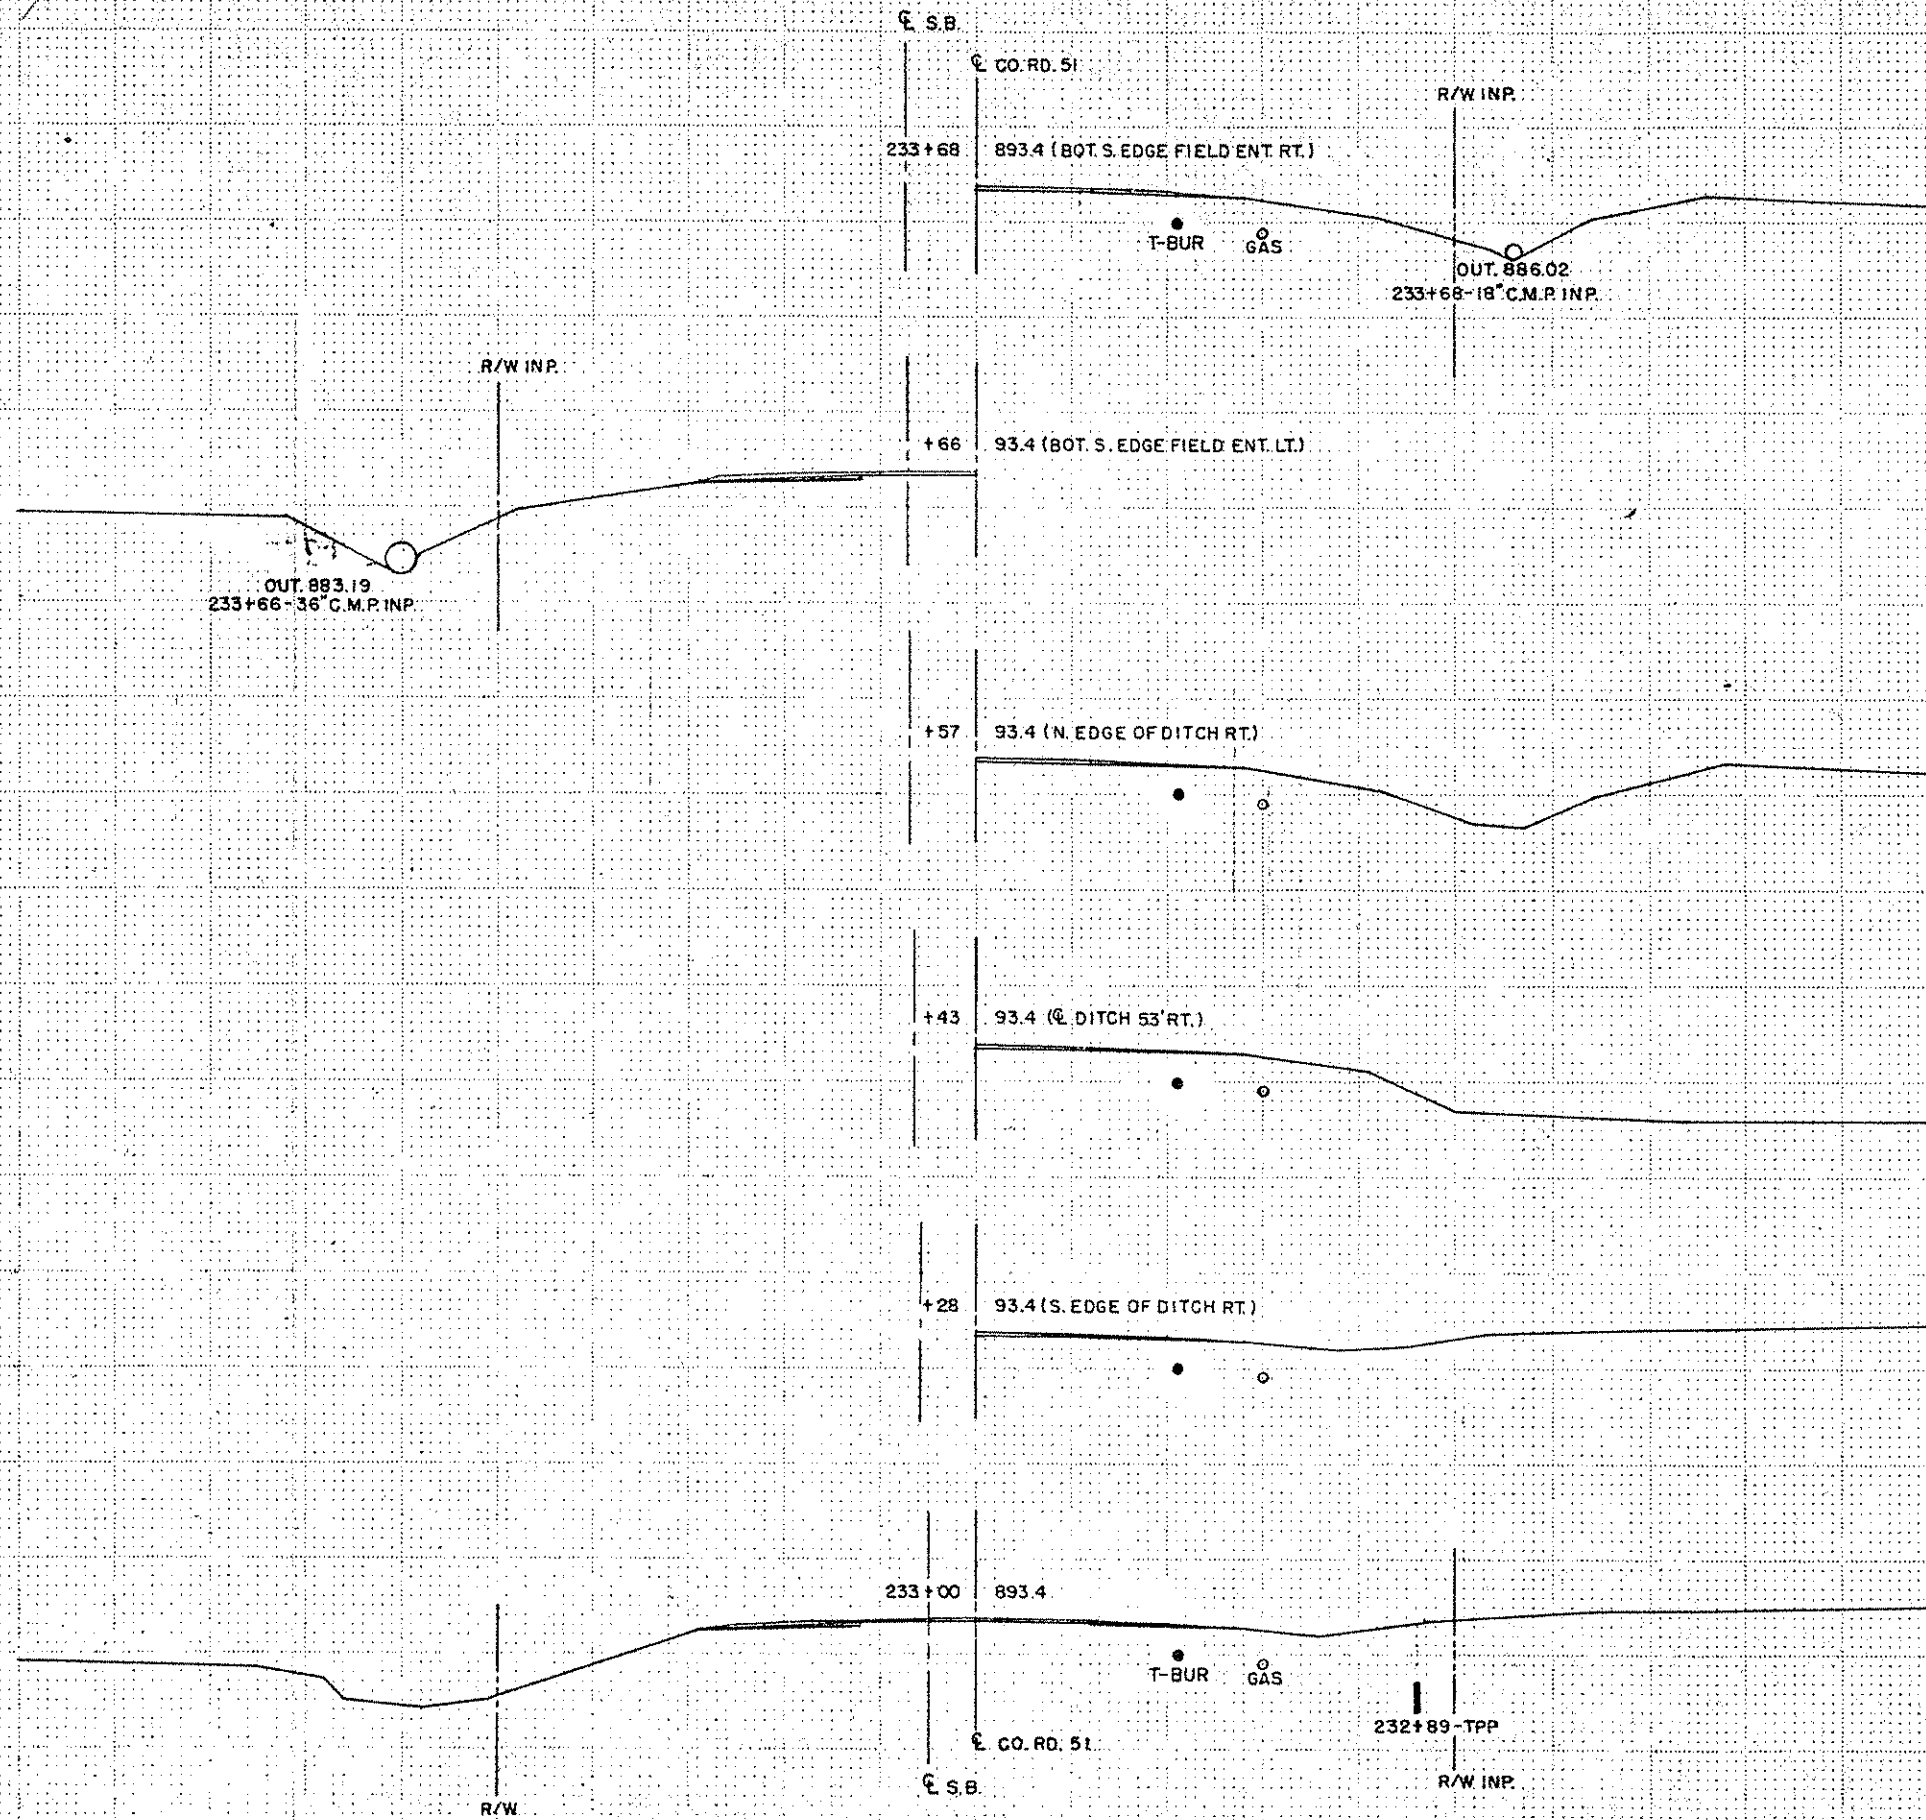 ℄ S.B.
℄ CO. RD. 51
R/W INP.
233+68 893.4 (BOT. S. EDGE FIELD ENT. RT.)
T-BUR GAS
OUT. 886.02
233+68-18" C.M.P. INP.
R/W INP.
+66 93.4 (BOT. S. EDGE FIELD ENT. LT.)
OUT. 883.19
233+66-36" C.M.P. INP.
+57 93.4 (N. EDGE OF DITCH RT.)
+43 93.4 (℄ DITCH 53' RT.)
+28 93.4 (S. EDGE OF DITCH RT.)
233+00 893.4
T-BUR GAS
232+89-TPP
℄ CO. RD. 51
℄ S.B.
R/W INP.
R/W